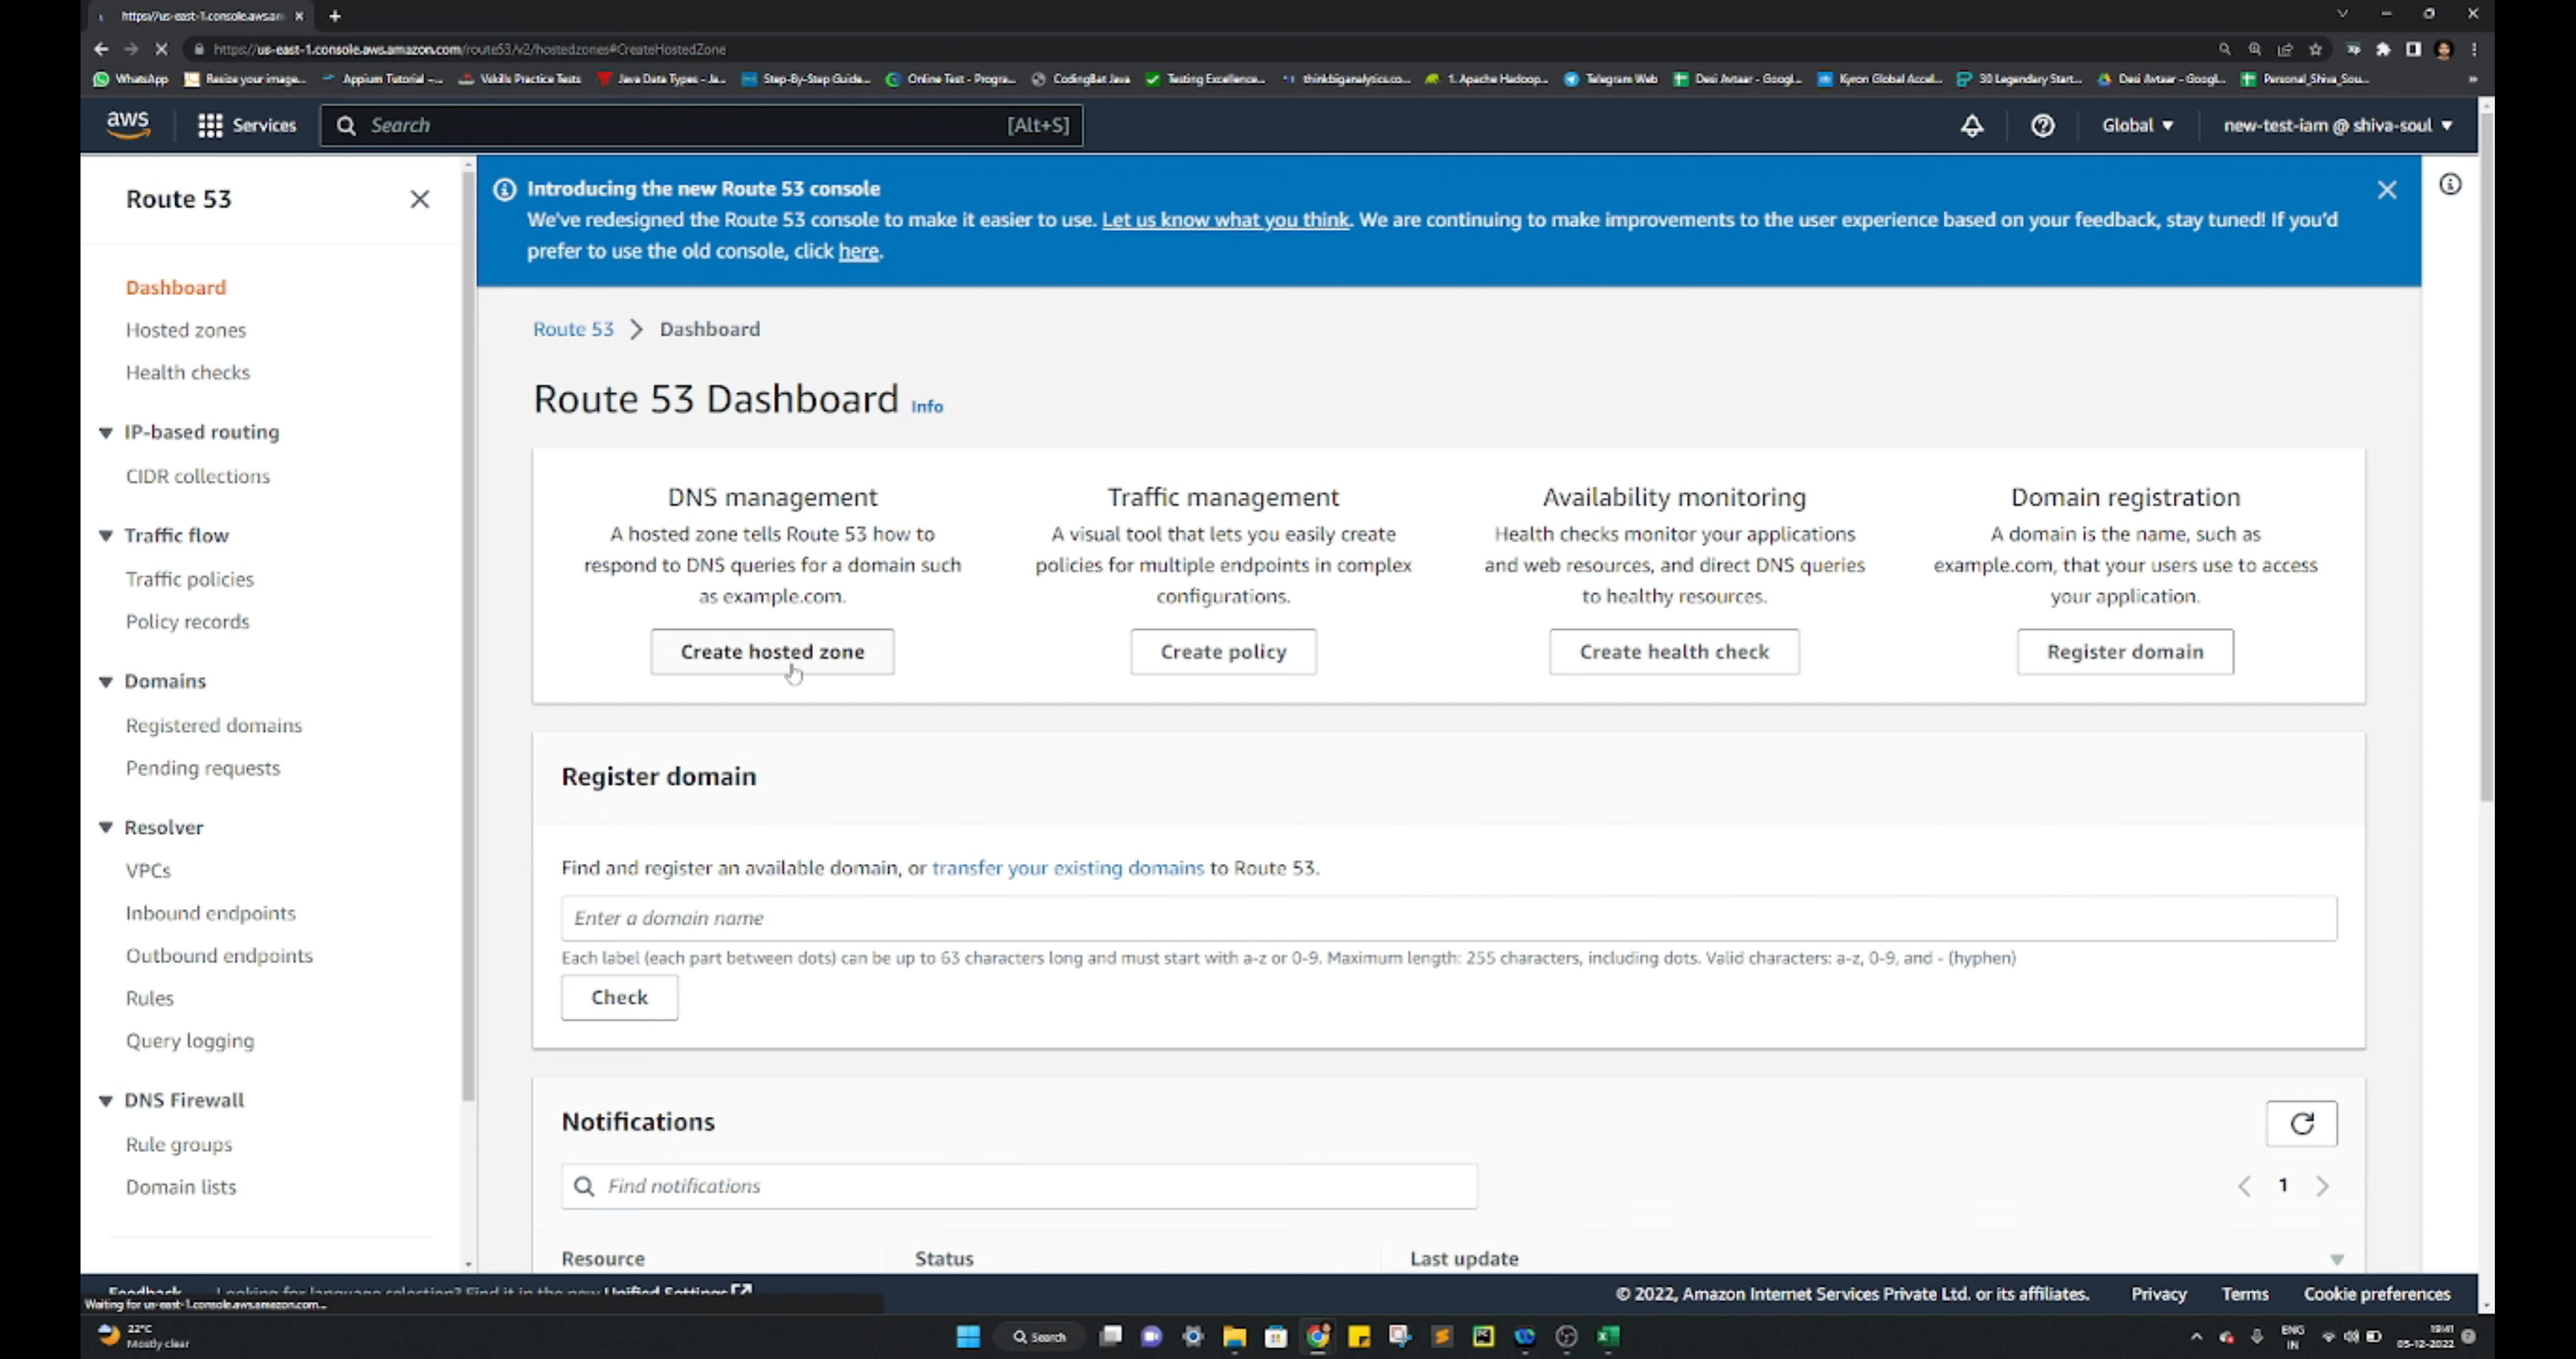 https://us-east-1.console.aws.am
https://us-east-1.console.aws.amazon.com/route53/v2/hostedzones#CreateHostedZone
WhatsApp Resize your image... Appium Tutorial –... Vskills Practice Tests Java Data Types - Ja... Step-By-Step Guide... Online Test - Progra... CodingBat Java Testing Excellence... thinkbiganalytics.co... 1. Apache Hadoop... Telegram Web Desi Avtaar - Googl... Kyron Global Accel... 30 Legendary Start... Desi Avtaar - Googl... Personal_Shiva_Sou... »
aws Services Search [Alt+S] Global new-test-iam @ shiva-soul
Route 53
Dashboard
Hosted zones
Health checks
IP-based routing
CIDR collections
Traffic flow
Traffic policies
Policy records
Domains
Registered domains
Pending requests
Resolver
VPCs
Inbound endpoints
Outbound endpoints
Rules
Query logging
DNS Firewall
Rule groups
Domain lists
Introducing the new Route 53 console
We've redesigned the Route 53 console to make it easier to use. Let us know what you think. We are continuing to make improvements to the user experience based on your feedback, stay tuned! If you'd
prefer to use the old console, click here.
Route 53 > Dashboard
Route 53 Dashboard Info
DNS management
A hosted zone tells Route 53 how to
respond to DNS queries for a domain such
as example.com.
Create hosted zone
Traffic management
A visual tool that lets you easily create
policies for multiple endpoints in complex
configurations.
Create policy
Availability monitoring
Health checks monitor your applications
and web resources, and direct DNS queries
to healthy resources.
Create health check
Domain registration
A domain is the name, such as
example.com, that your users use to access
your application.
Register domain
Register domain
Find and register an available domain, or transfer your existing domains to Route 53.
Enter a domain name
Each label (each part between dots) can be up to 63 characters long and must start with a-z or 0-9. Maximum length: 255 characters, including dots. Valid characters: a-z, 0-9, and - (hyphen)
Check
Notifications
Find notifications
1
Resource Status Last update
Feedback Looking for language selection? Find it in the new Unified Settings © 2022, Amazon Internet Services Private Ltd. or its affiliates. Privacy Terms Cookie preferences
Waiting for us-east-1.console.aws.amazon.com...
22°C
Mostly clear
Search
ENG
IN
19:41
05-12-2022